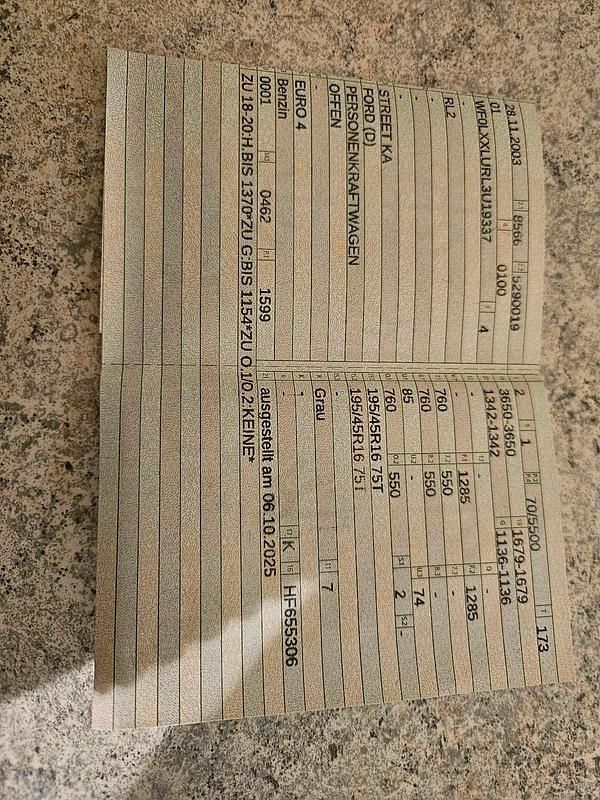 28.11.2003 8566 5290019
01 0100
WF0LXXLURL3U19337 4
-
RL2
-
-
-
STREET KA
FORD (D)
PERSONENKRAFTWAGEN
OFFEN
-
EURO 4
Benzin
0001 0462 1599
ZU 18-20:H.BIS 1370*ZU G:BIS 1154*ZU O.1/O.2:KEINE*
2 1 70/5500 173
3650-3650 1679-1679
1342-1342 1136-1136
- 1285 1285
760 550 -
760 550 -
85 - 74
760 550 2 -
195/45R16 75T
195/45R16 75T
-
Grau 7
-
- K HF655306
ausgestellt am 06.10.2025